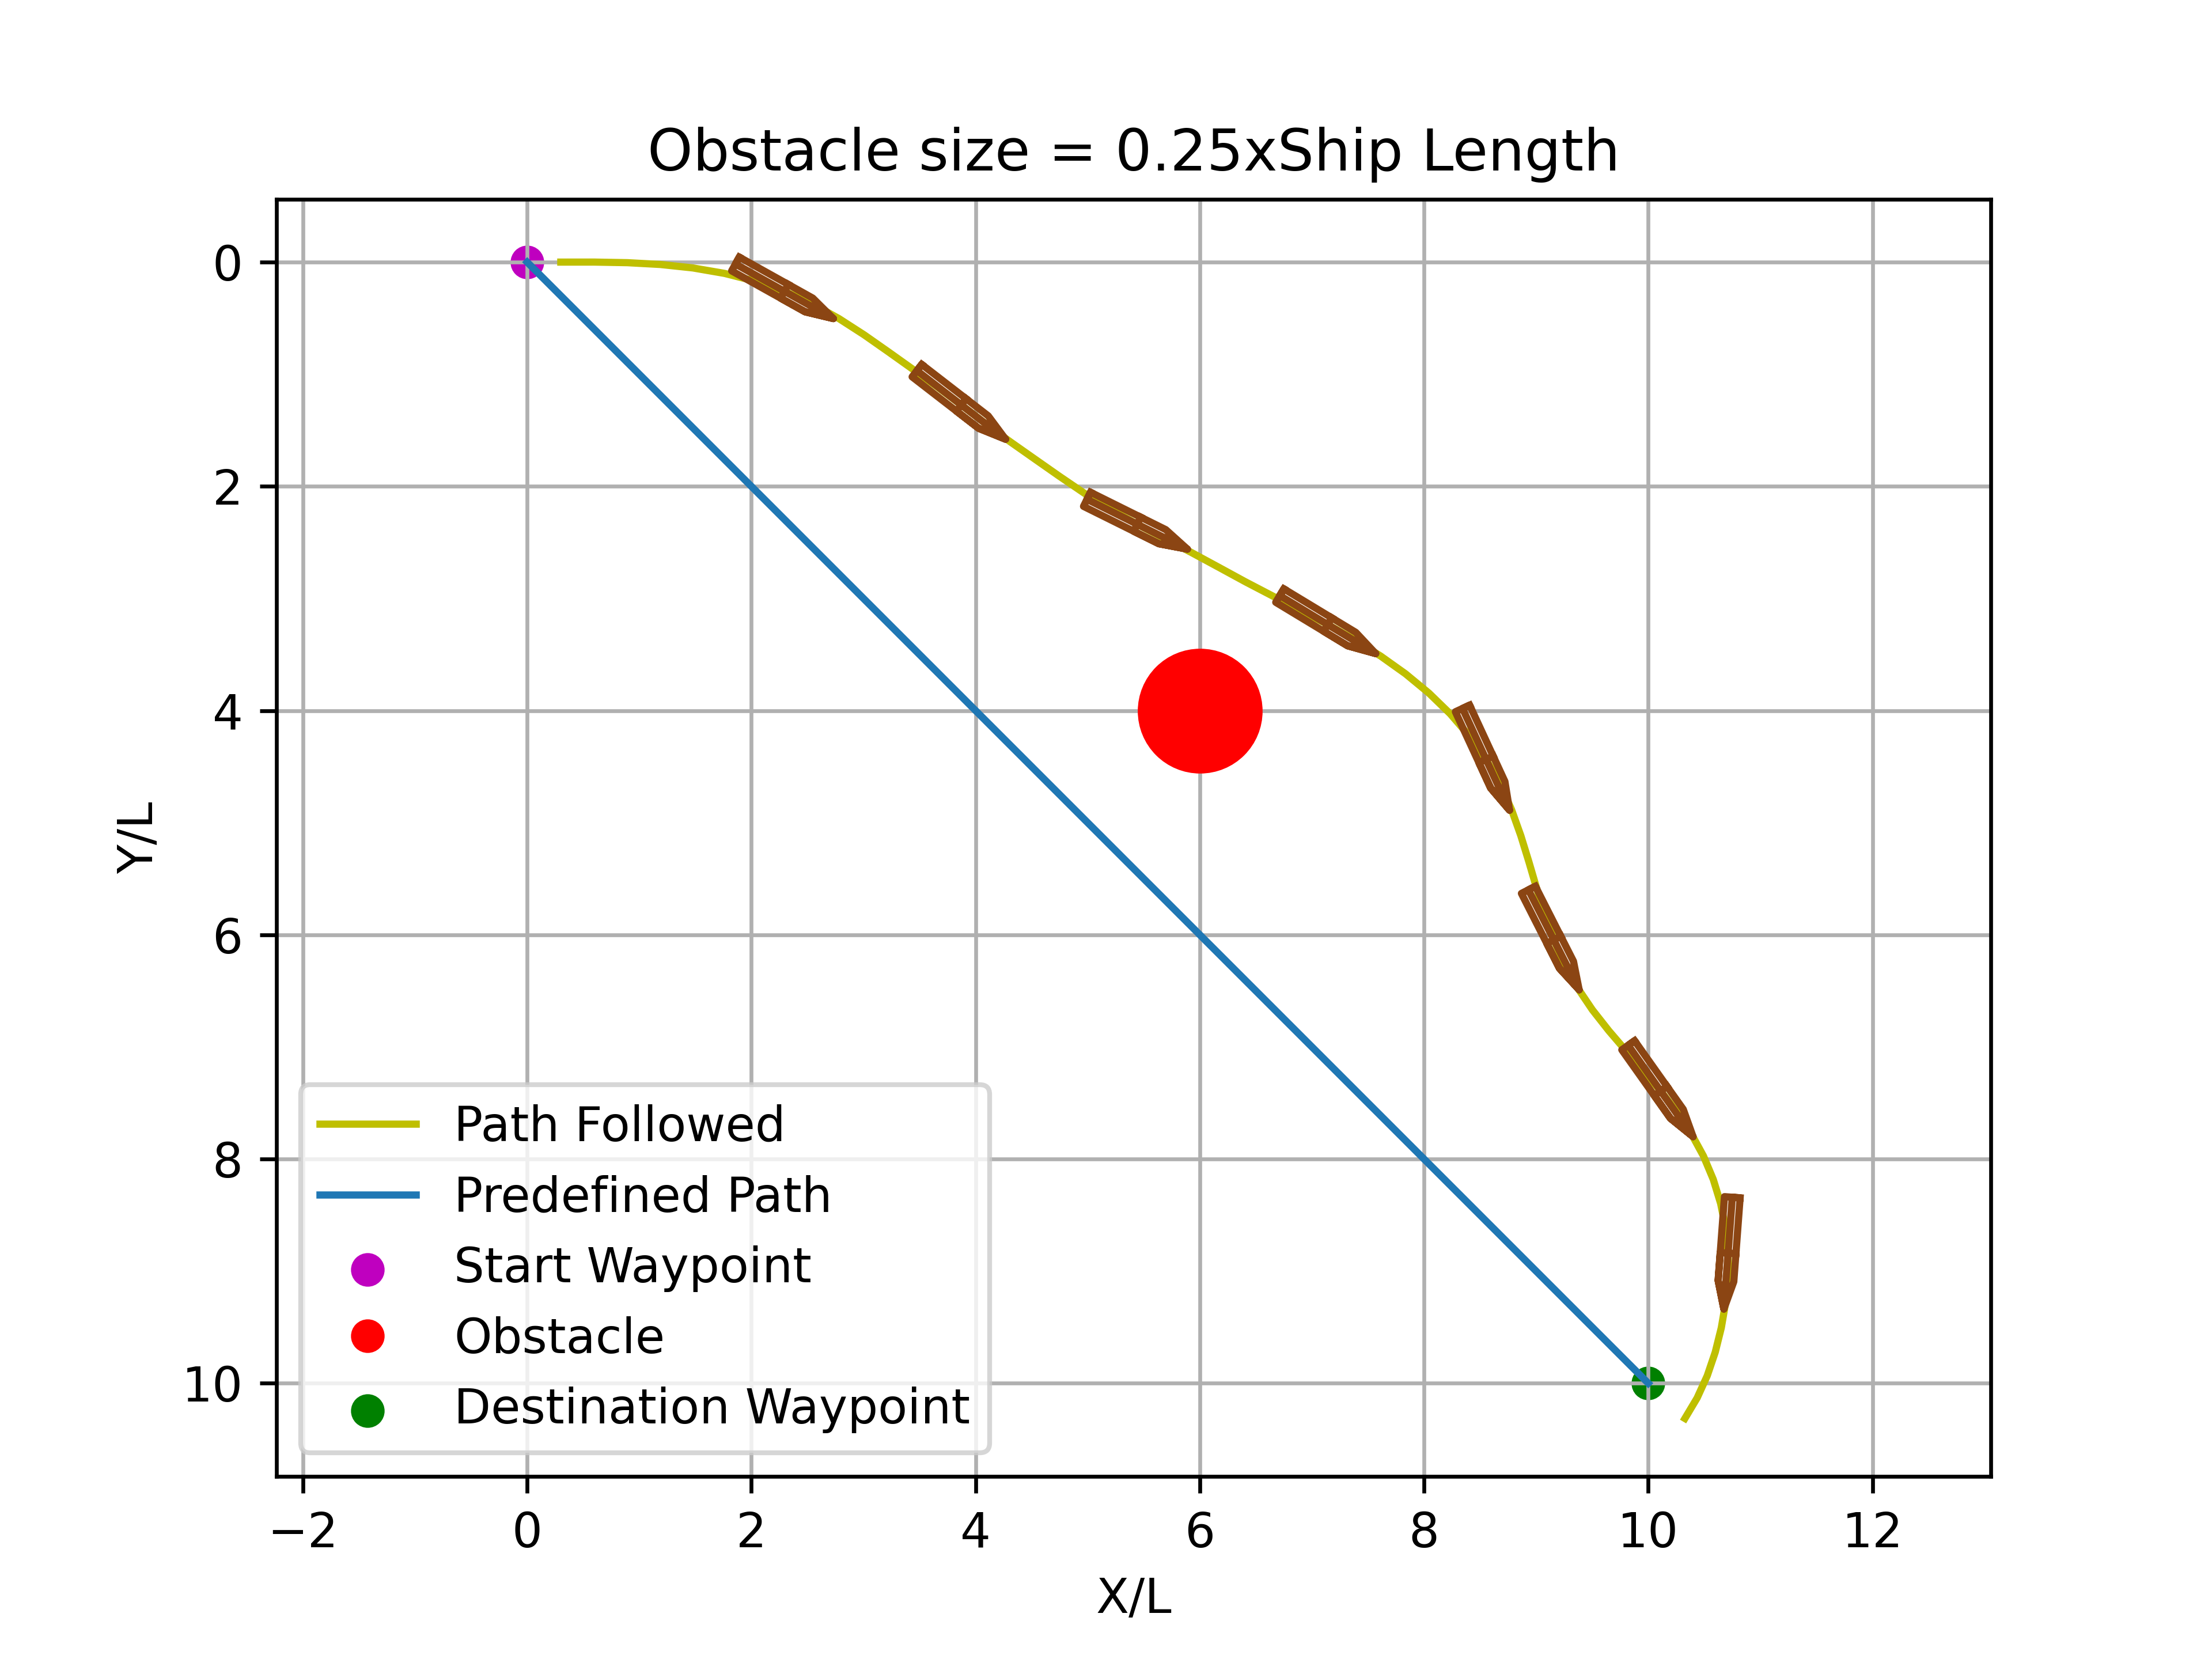 Obstacle size = 0.25xShip Length
0
2
4
6
8
10
Y/L
Path Followed
Predefined Path
Start Waypoint
Obstacle
Destination Waypoint
−2 0 2 4 6 8 10 12
X/L